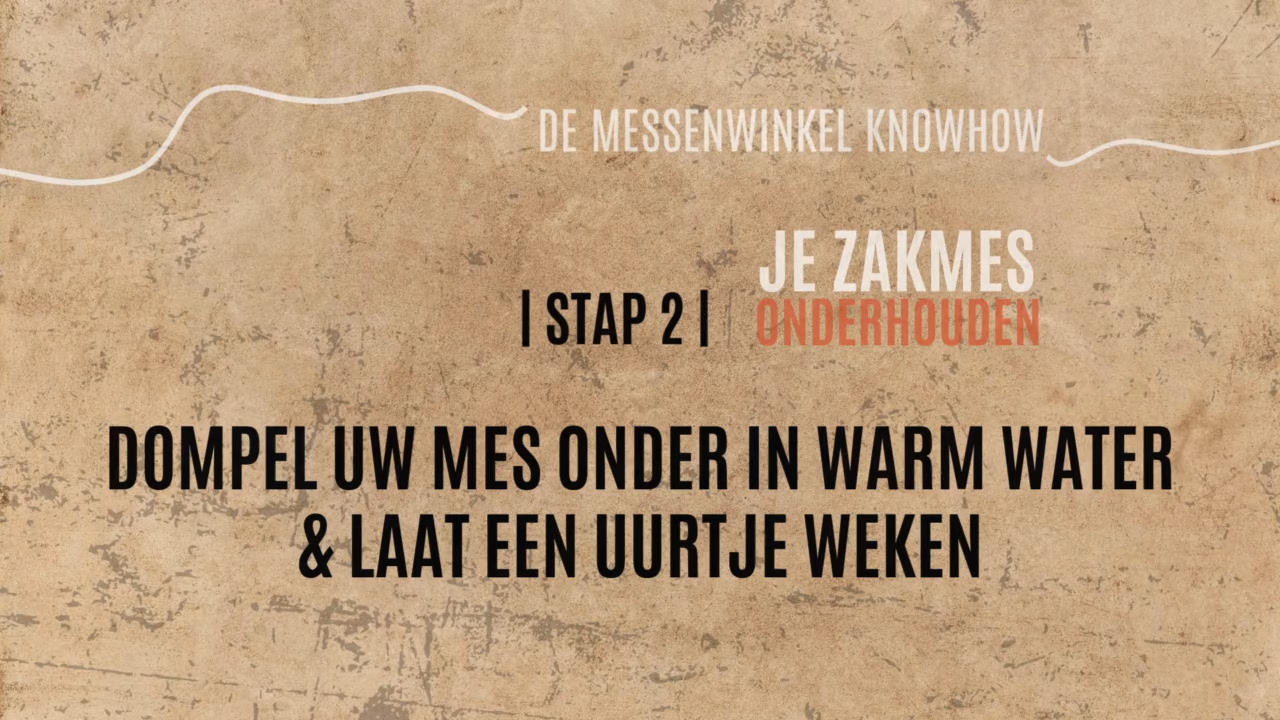 DE MESSENWINKEL KNOWHOW
JE ZAKMES
| STAP 2 | ONDERHOUDEN
DOMPEL UW MES ONDER IN WARM WATER
& LAAT EEN UURTJE WEKEN